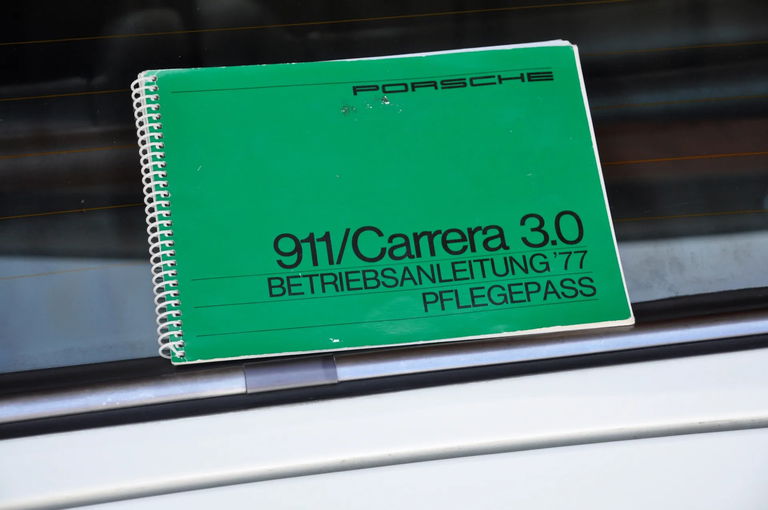 PORSCHE
911/Carrera 3.0
BETRIEBSANLEITUNG '77
PFLEGEPASS